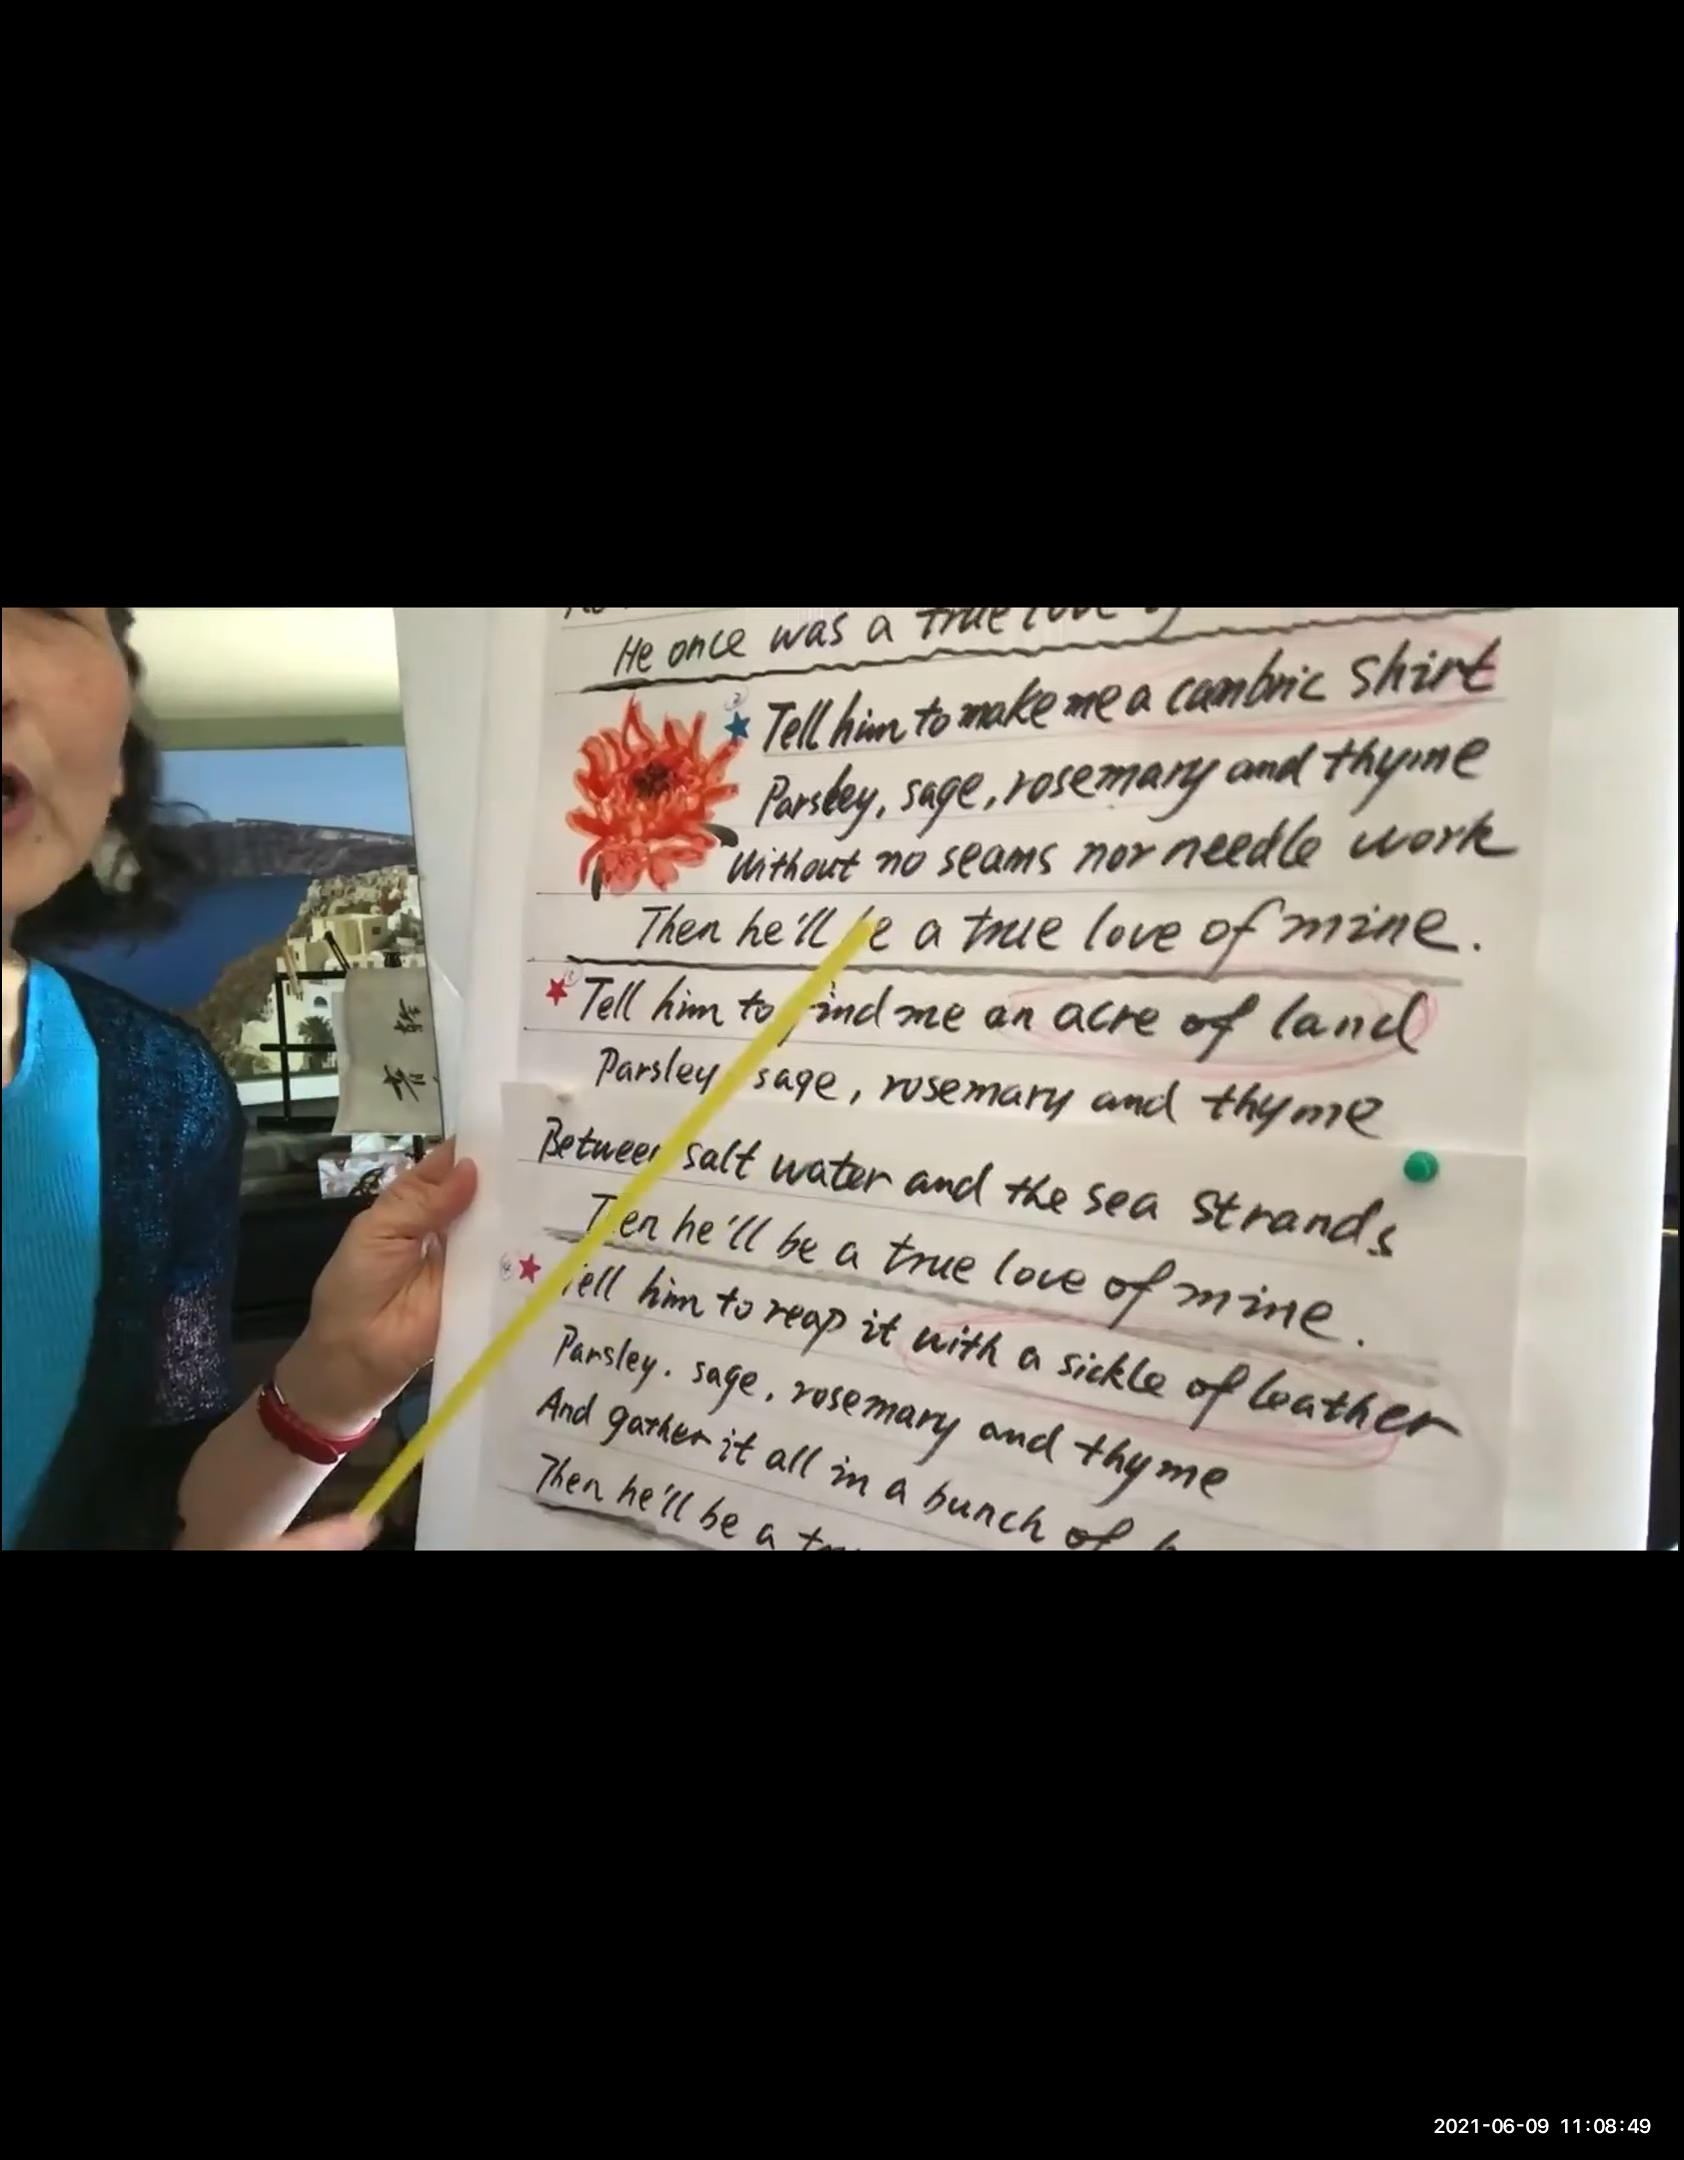 He once was a true love
Tell him to make me a cambric shirt
Parsley, sage, rosemary and thyme
Without no seams nor needle work
Then he'll be a true love of mine.
Tell him to find me an acre of land
Parsley sage, rosemary and thyme
Between salt water and the sea strands
Then he'll be a true love of mine.
Tell him to reap it with a sickle of leather
Parsley. sage, rosemary and thyme
And gather it all in a bunch of
Then he'll be a
2021-06-09 11:08:49